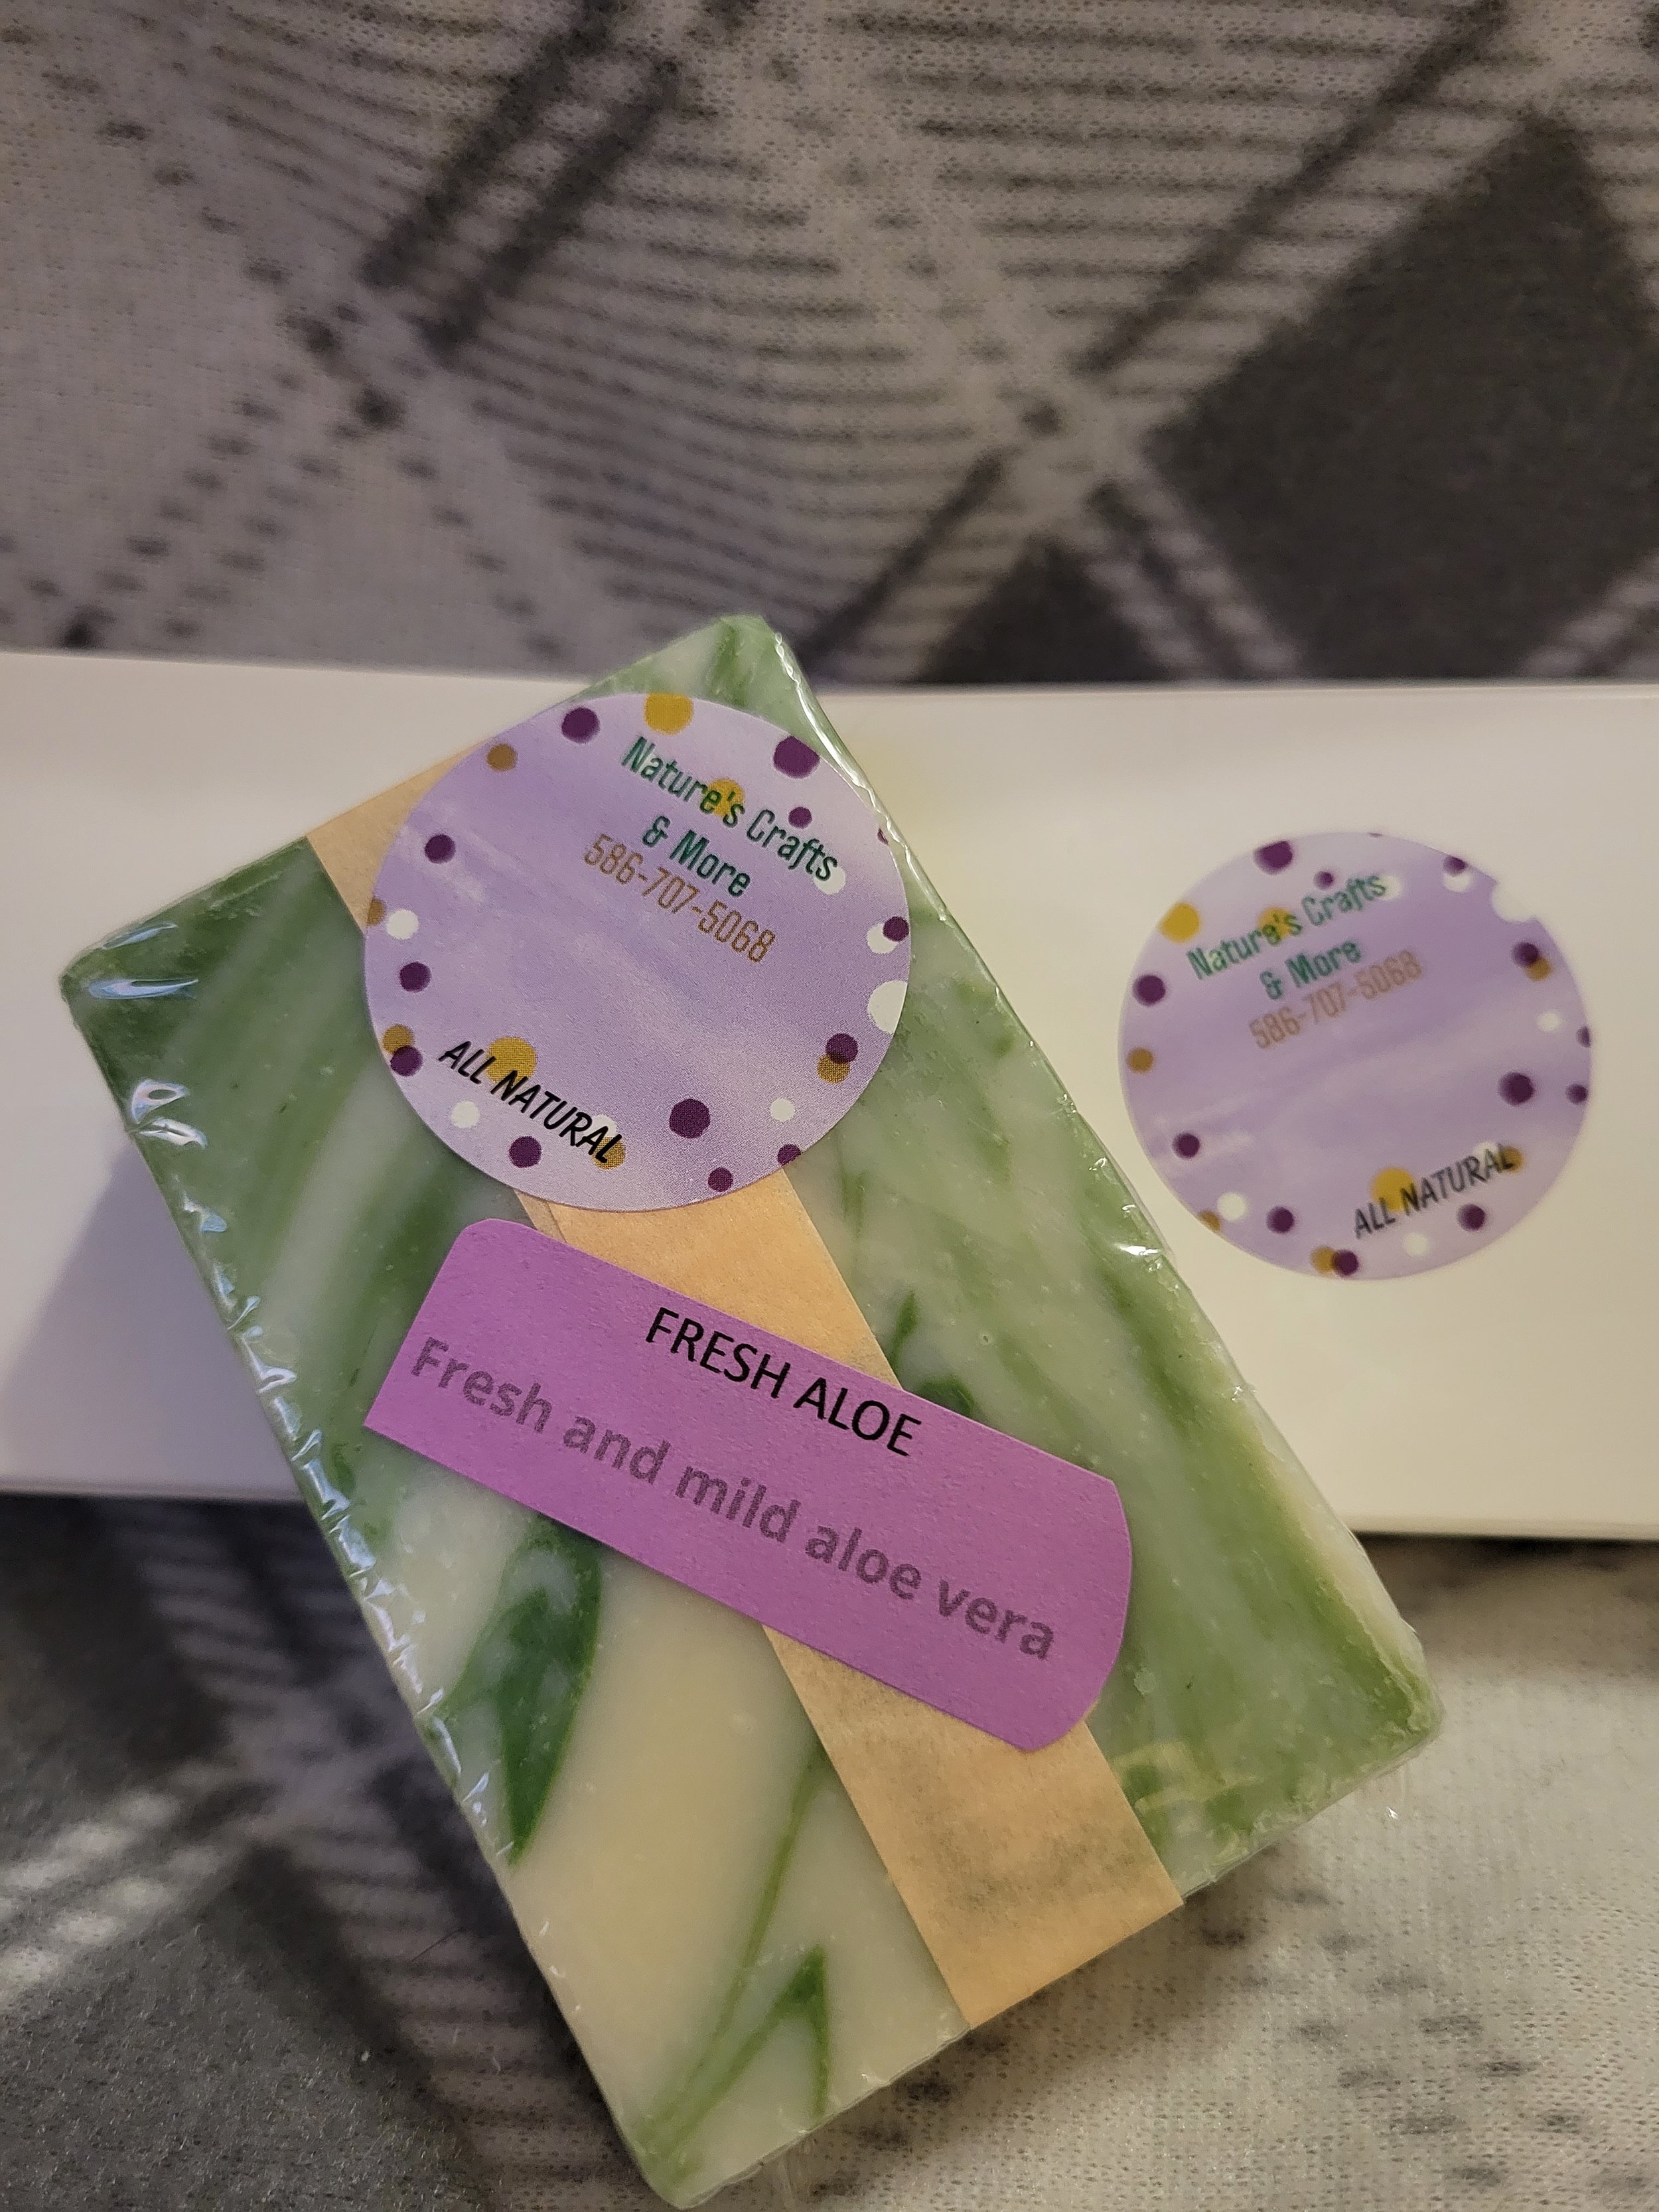 Nature's Crafts
& More
586-707-5068
ALL NATURAL
FRESH ALOE
Fresh and mild aloe vera
Nature's Crafts
& More
586-707-5068
ALL NATURAL